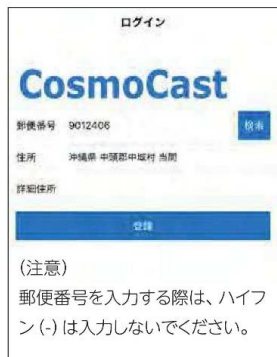 ログイン
CosmoCast
郵便番号 9012406 検索
住所 沖縄県 中頭郡中城村 当間
詳細住所
登録
(注意)
郵便番号を入力する際は、ハイフ
ン (-) は入力しないでください。